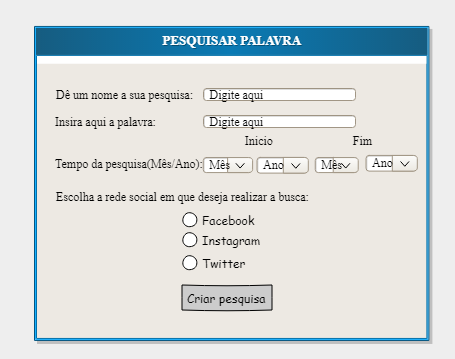 PESQUISAR PALAVRA
Dê um nome a sua pesquisa: Digite aqui
Insira aqui a palavra: Digite aqui
Inicio Fim
Tempo da pesquisa(Mês/Ano): Mês Ano Mês Ano
Escolha a rede social em que deseja realizar a busca:
Facebook
Instagram
Twitter
Criar pesquisa